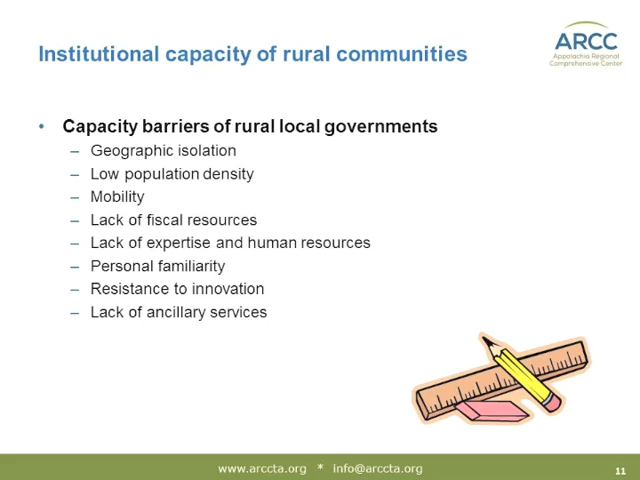 Institutional capacity of rural communities
ARCC
Appalachia Regional
Comprehensive Center
• Capacity barriers of rural local governments
– Geographic isolation
– Low population density
– Mobility
– Lack of fiscal resources
– Lack of expertise and human resources
– Personal familiarity
– Resistance to innovation
– Lack of ancillary services
www.arccta.org * info@arccta.org
11